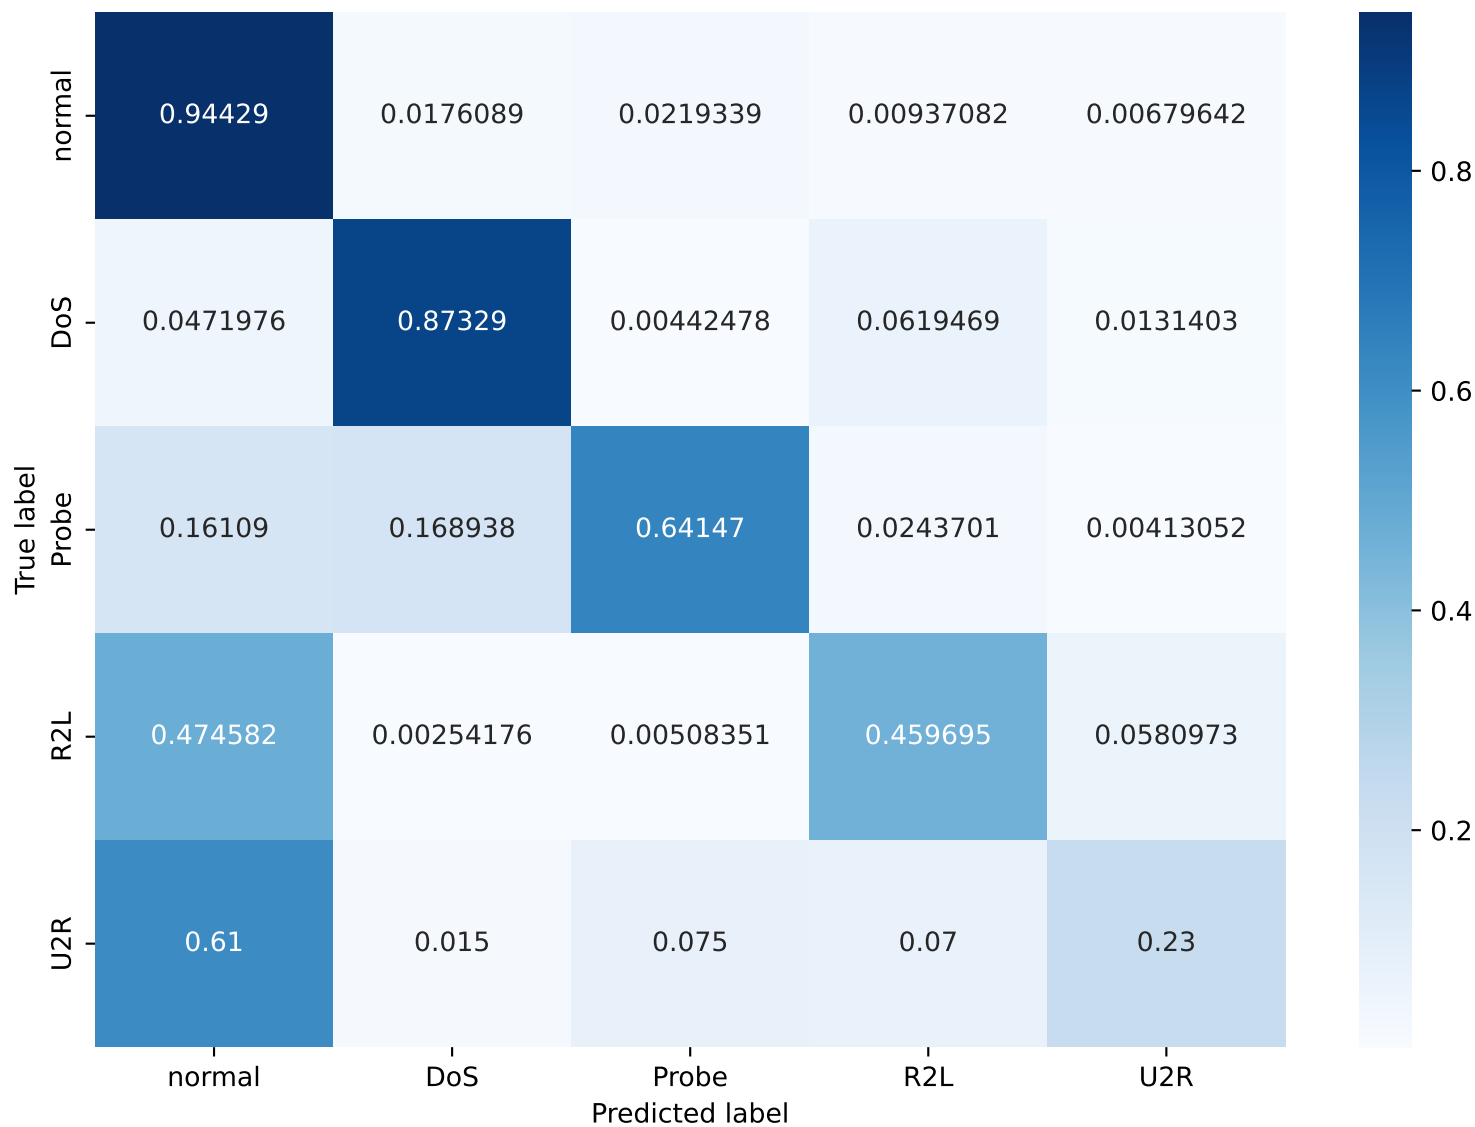 normal 0.94429 0.0176089 0.0219339 0.00937082 0.00679642
0.8
DoS 0.0471976 0.87329 0.00442478 0.0619469 0.0131403
0.6
True label
Probe 0.16109 0.168938 0.64147 0.0243701 0.00413052
0.4
R2L 0.474582 0.00254176 0.00508351 0.459695 0.0580973
0.2
U2R 0.61 0.015 0.075 0.07 0.23
normal DoS Probe R2L U2R
Predicted label